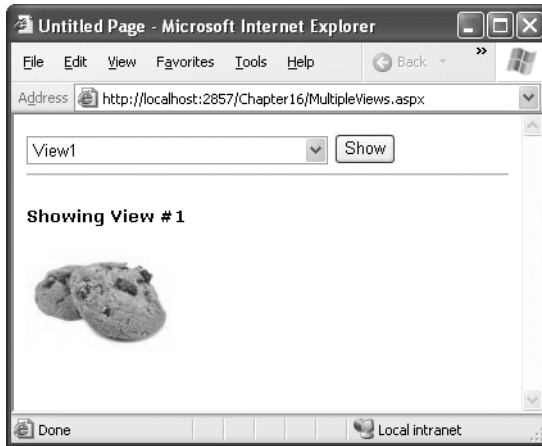 Untitled Page - Microsoft Internet Explorer
File Edit View Favorites Tools Help Back »
Address http://localhost:2857/Chapter16/MultipleViews.aspx
View1 Show
Showing View #1
Done Local intranet